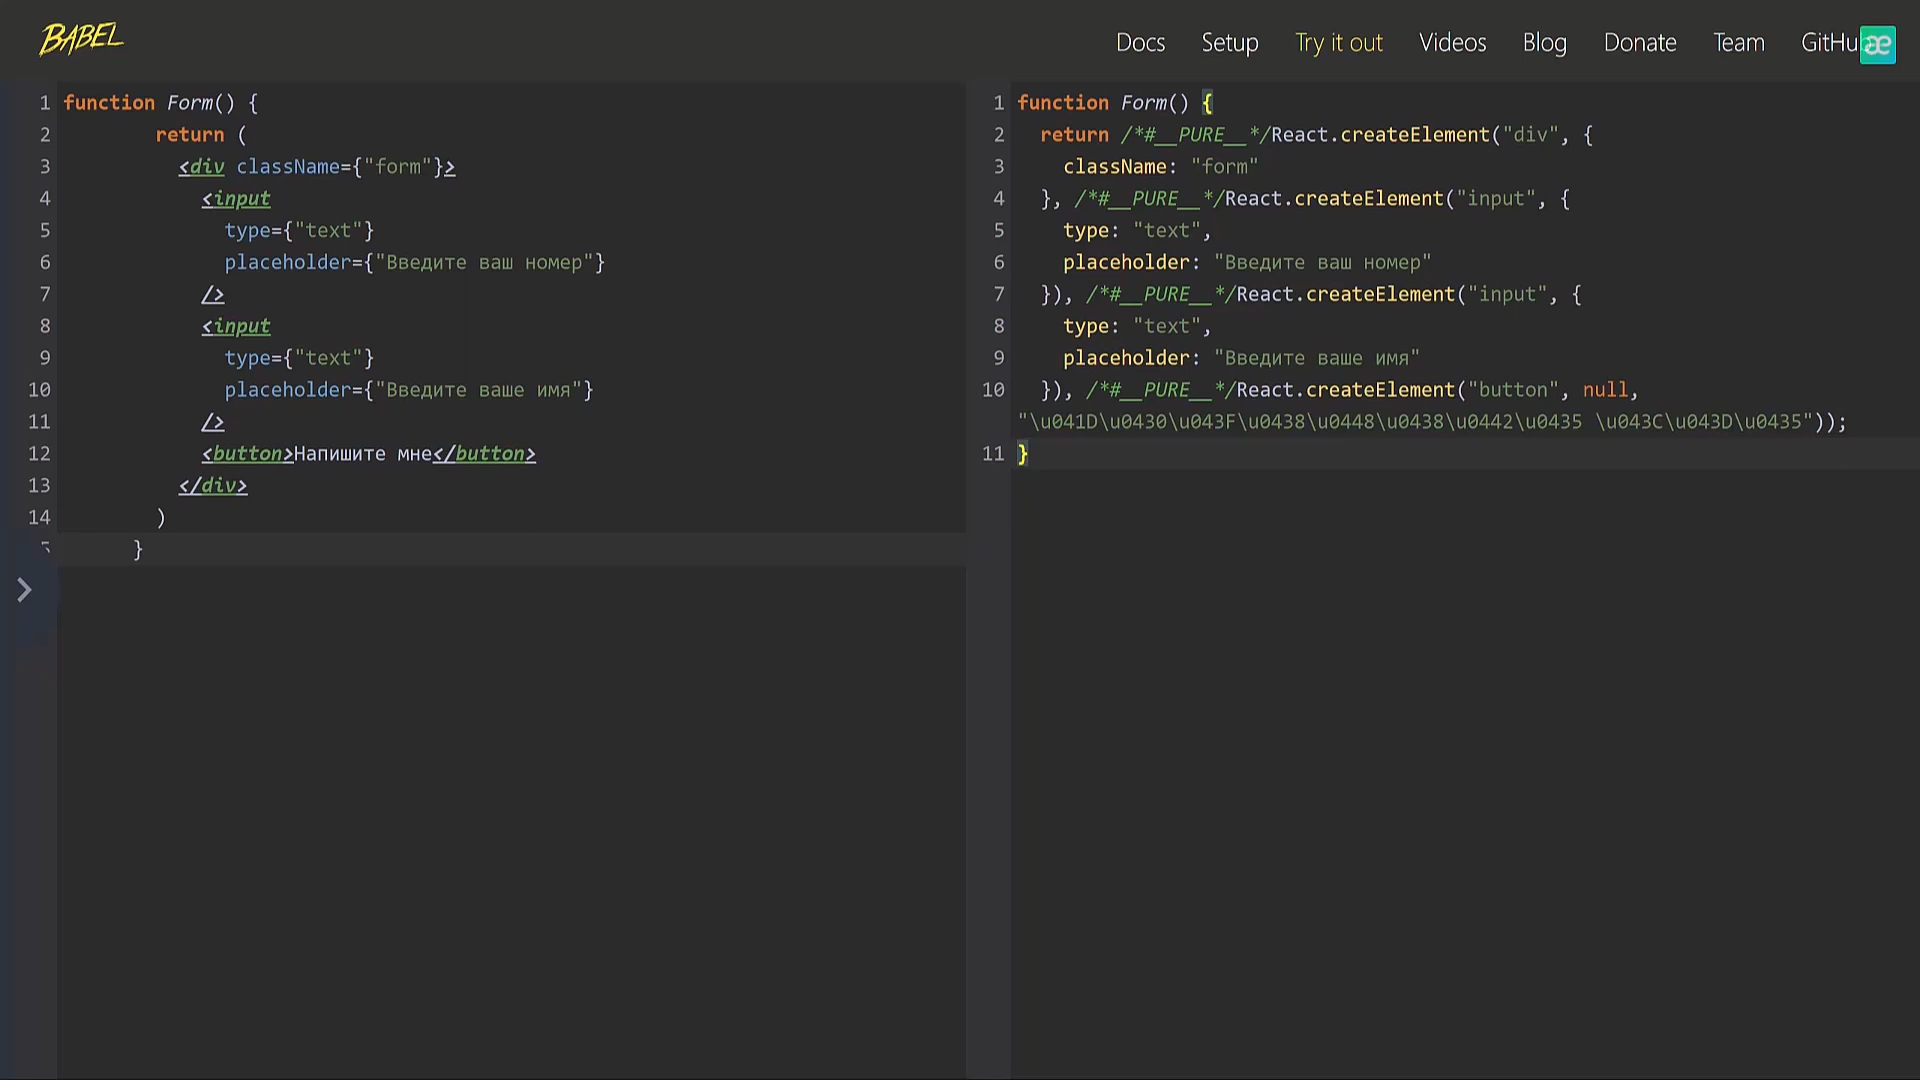 BABEL
Docs Setup Try it out Videos Blog Donate Team GitHu
1 function Form() {
2 return (
3 <div className={"form"}>
4 <input
5 type={"text"}
6 placeholder={"Введите ваш номер"}
7 />
8 <input
9 type={"text"}
10 placeholder={"Введите ваше имя"}
11 />
12 <button>Напишите мне</button>
13 </div>
14 )
}
1 function Form() {
2 return /*#__PURE__*/React.createElement("div", {
3 className: "form"
4 }, /*#__PURE__*/React.createElement("input", {
5 type: "text",
6 placeholder: "Введите ваш номер"
7 }), /*#__PURE__*/React.createElement("input", {
8 type: "text",
9 placeholder: "Введите ваше имя"
10 }), /*#__PURE__*/React.createElement("button", null,
"\u041D\u0430\u043F\u0438\u0448\u0438\u0442\u0435 \u043C\u043D\u0435"));
11 }